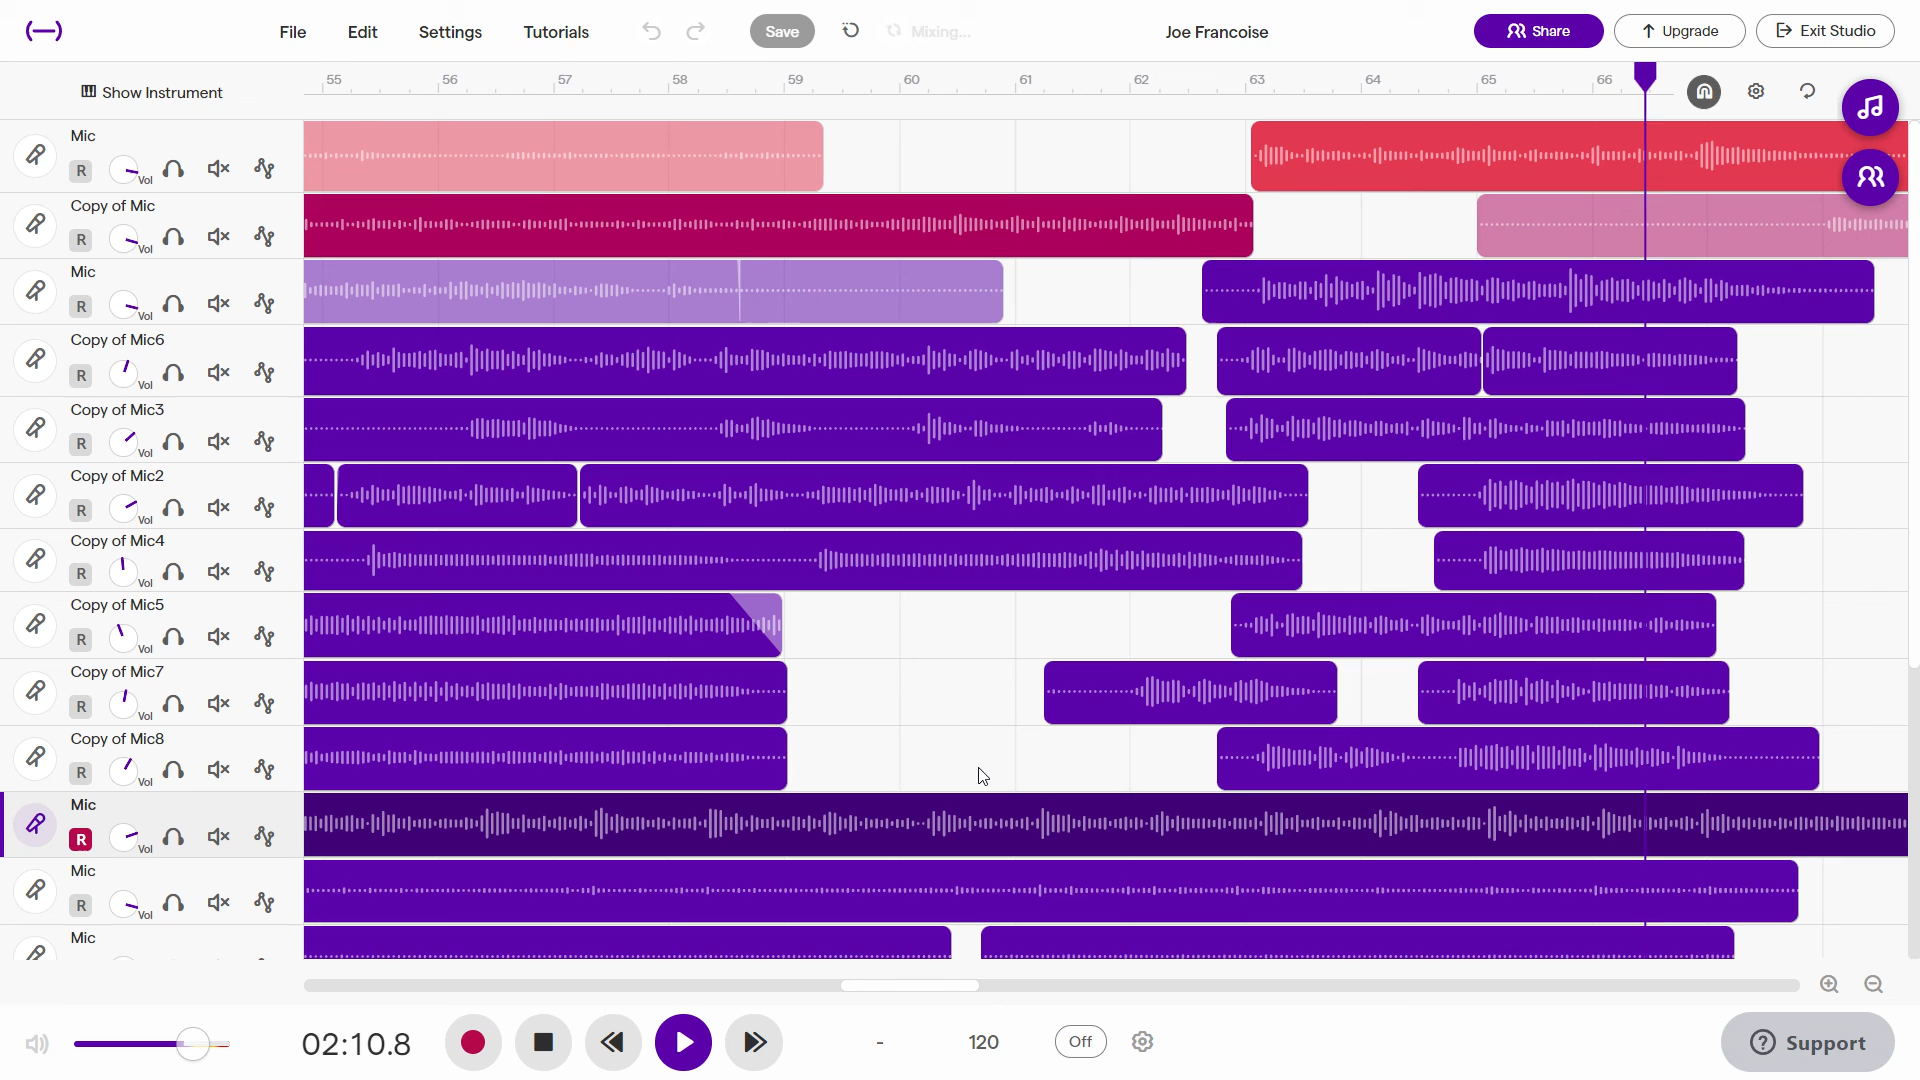 File Edit Settings Tutorials Save Mixing... Joe Francoise Share Upgrade Exit Studio
Show Instrument 55 56 57 58 59 60 61 62 63 64 65 66
Mic
R Vol
Copy of Mic
R Vol
Mic
R Vol
Copy of Mic6
R Vol
Copy of Mic3
R Vol
Copy of Mic2
R Vol
Copy of Mic4
R Vol
Copy of Mic5
R Vol
Copy of Mic7
R Vol
Copy of Mic8
R Vol
Mic
R Vol
Mic
R Vol
Mic
02:10.8 - 120 Off Support